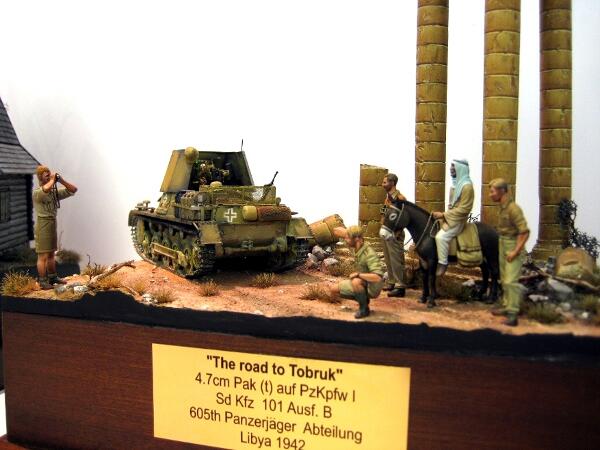 "The road to Tobruk"
4.7cm Pak (t) auf PzKpfw I
Sd Kfz 101 Ausf. B
605th Panzerjäger Abteilung
Libya 1942